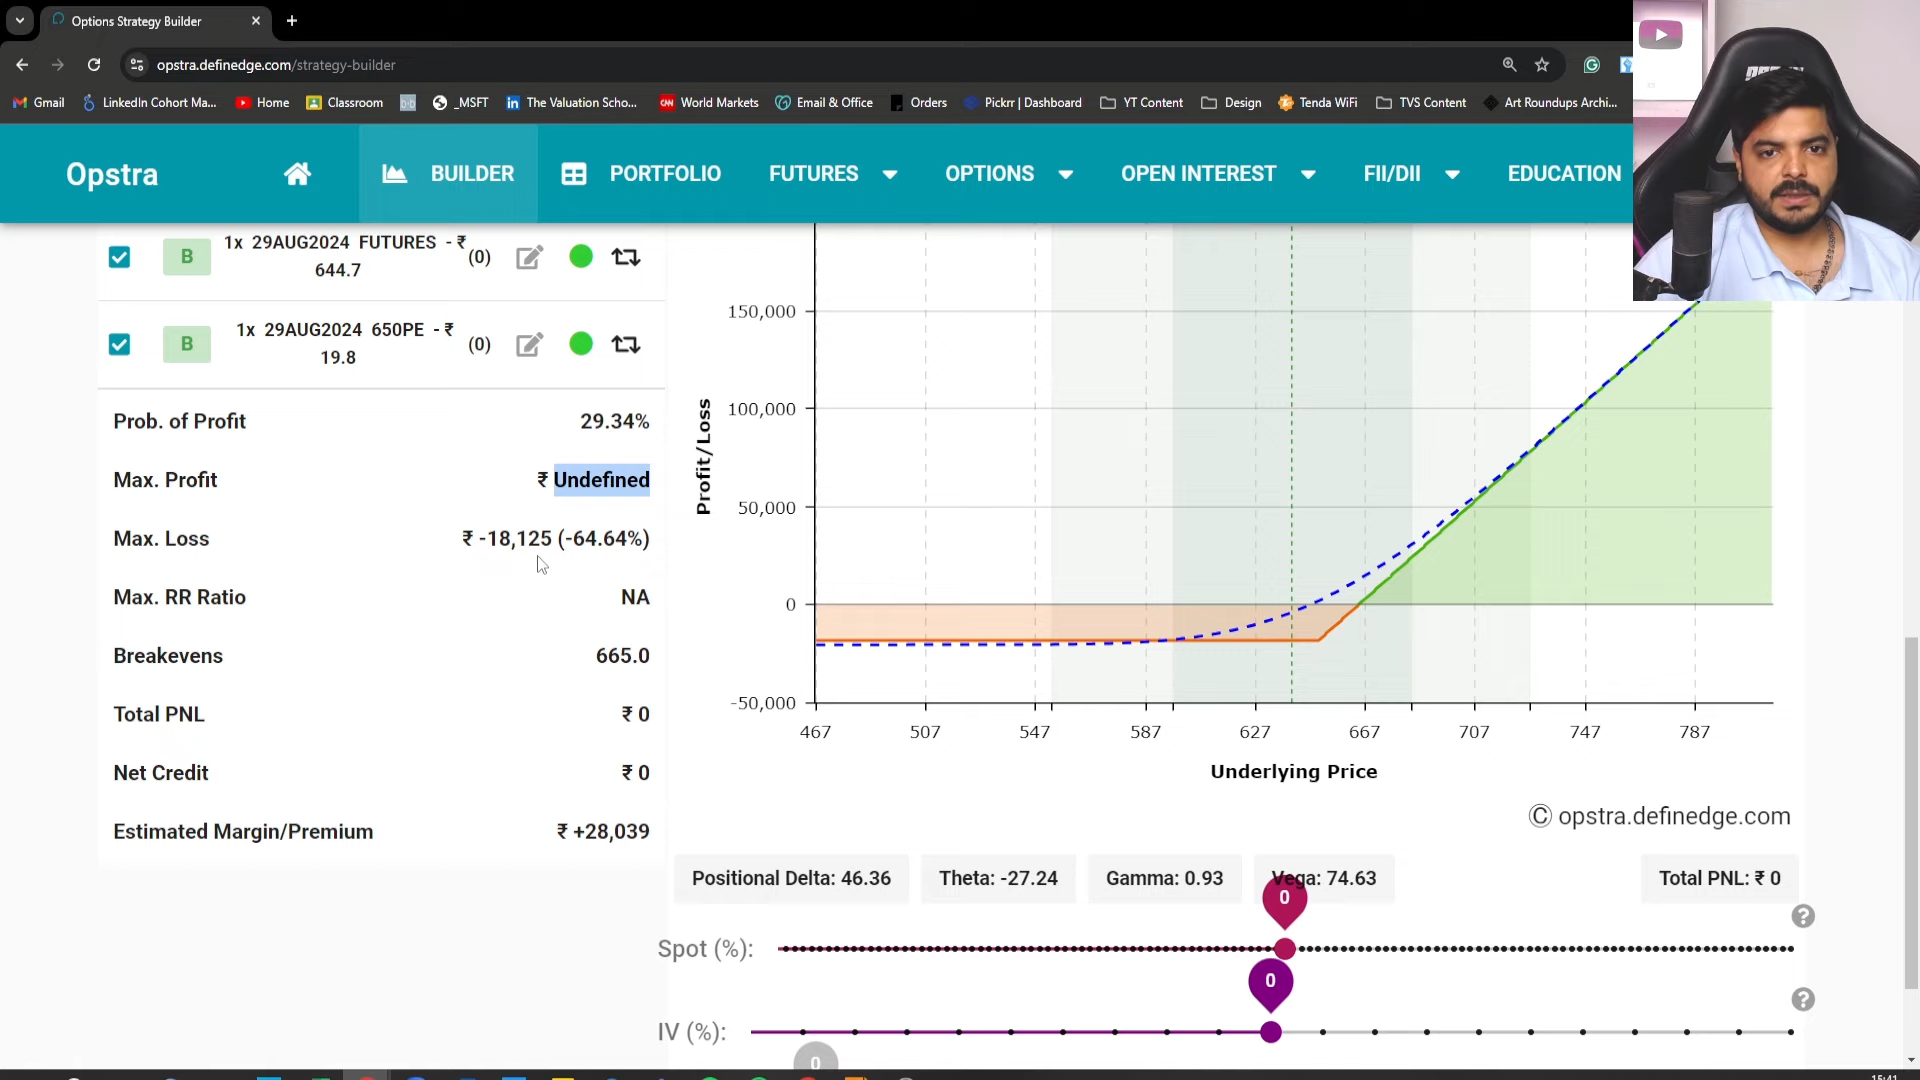 Options Strategy Builder
opstra.definedge.com/strategy-builder
Gmail LinkedIn Cohort Ma... Home Classroom _MSFT The Valuation Scho... World Markets Email & Office Orders Pickrr | Dashboard YT Content Design Tenda WiFi TVS Content Art Roundups Archi...
Opstra BUILDER PORTFOLIO FUTURES OPTIONS OPEN INTEREST FII/DII EDUCATION
B 1x 29AUG2024 FUTURES - ₹ (0)
644.7
B 1x 29AUG2024 650PE - ₹ (0)
19.8
Prob. of Profit 29.34%
Max. Profit ₹ Undefined
Max. Loss ₹ -18,125 (-64.64%)
Max. RR Ratio NA
Breakevens 665.0
Total PNL ₹ 0
Net Credit ₹ 0
Estimated Margin/Premium ₹ +28,039
Profit/Loss
150,000
100,000
50,000
0
-50,000
467 507 547 587 627 667 707 747 787
Underlying Price
© opstra.definedge.com
Positional Delta: 46.36 Theta: -27.24 Gamma: 0.93 Vega: 74.63 Total PNL: ₹ 0
0
Spot (%):
0
IV (%):
0